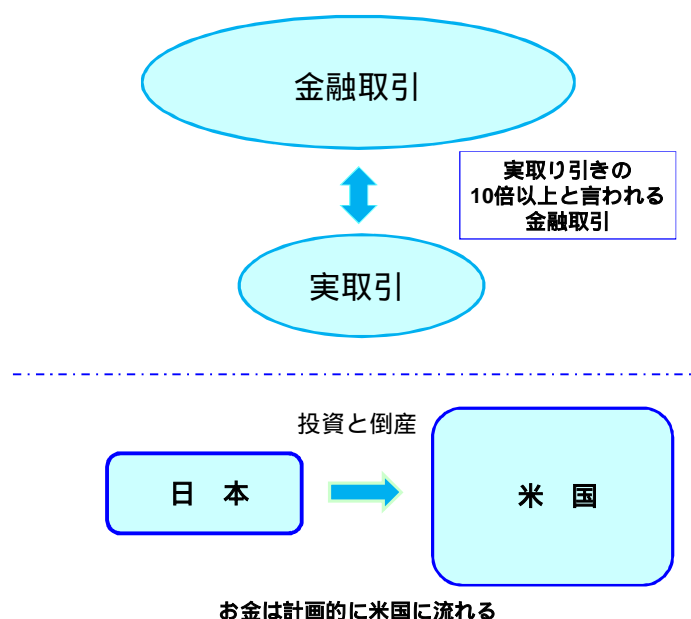 金融取引
実取り引きの
10倍以上と言われる
金融取引
実取引
投資と倒産
日　本
米　国
お金は計画的に米国に流れる